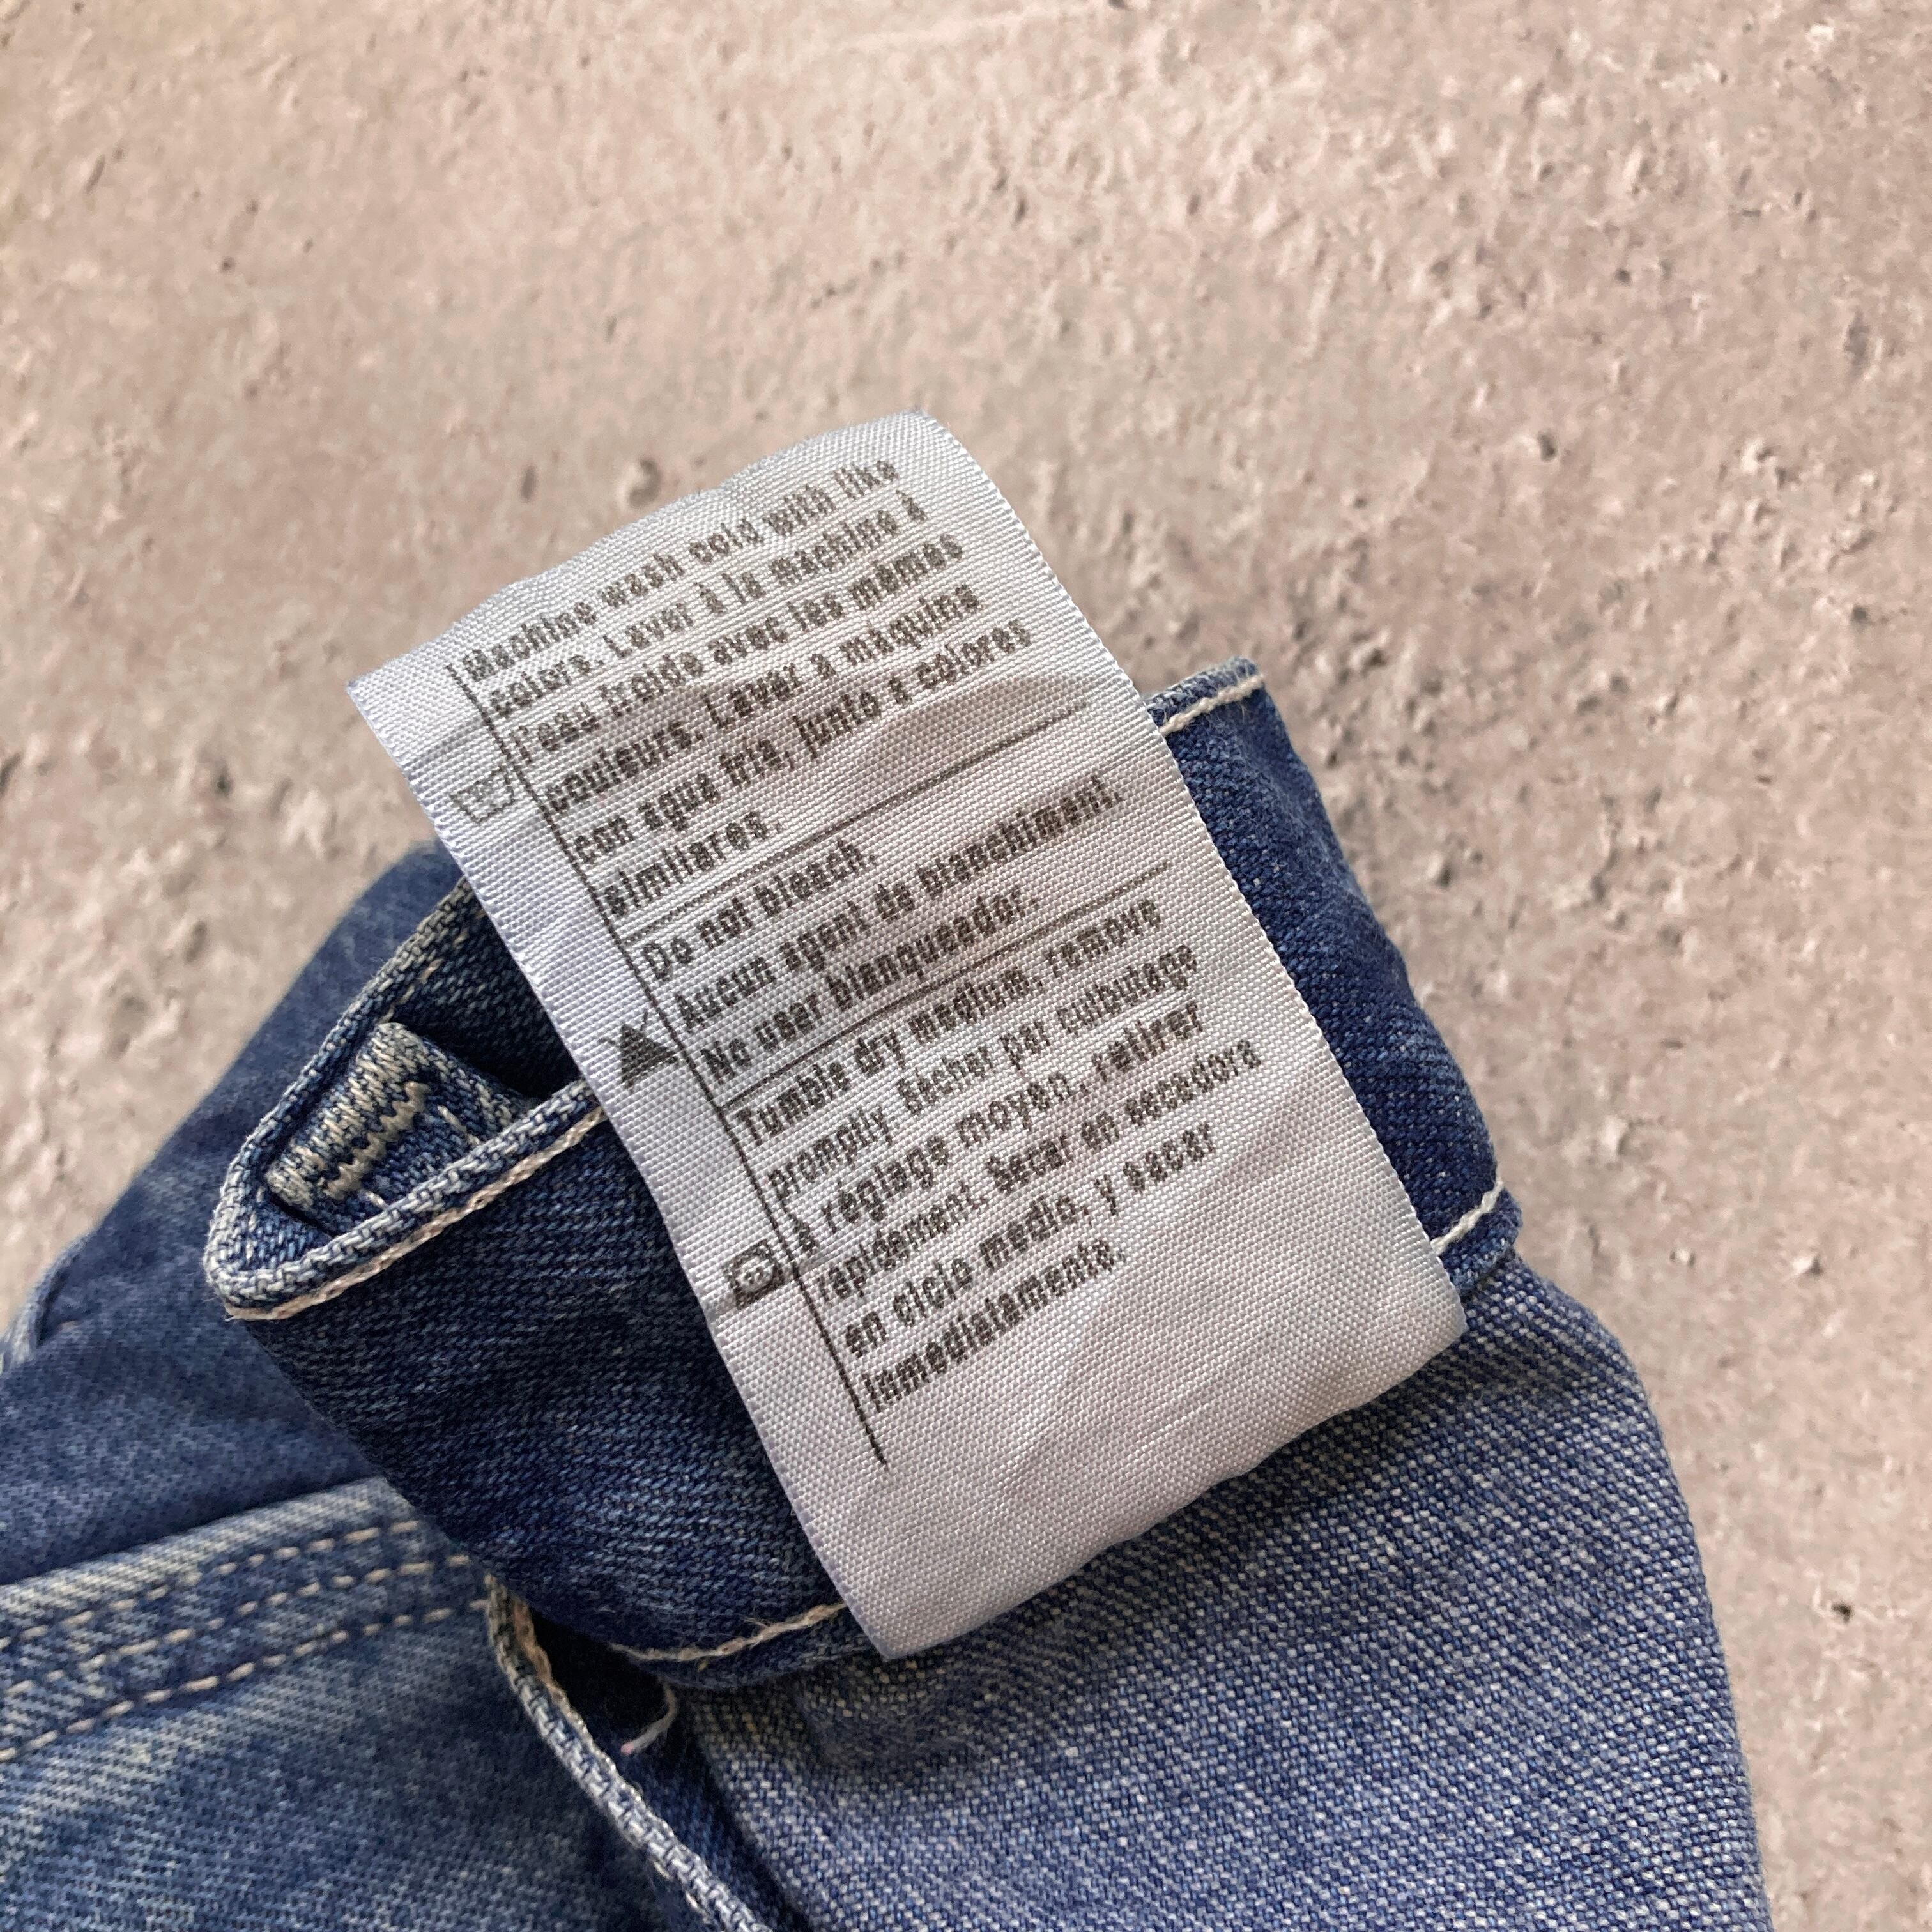 Machine wash cold with like
colors. Laver à la machine à
l'eau froide avec les mêmes
couleurs. Lavar a máquina
con agua fría, junto a colores
similares.
Do not bleach.
Aucun agent de blanchiment.
No usar blanqueador.
Tumble dry medium, remove
promptly. Sécher par culbutage
à réglage moyen, retirer
rapidement. Secar en secadora
en ciclo medio, y sacar
inmediatamente.